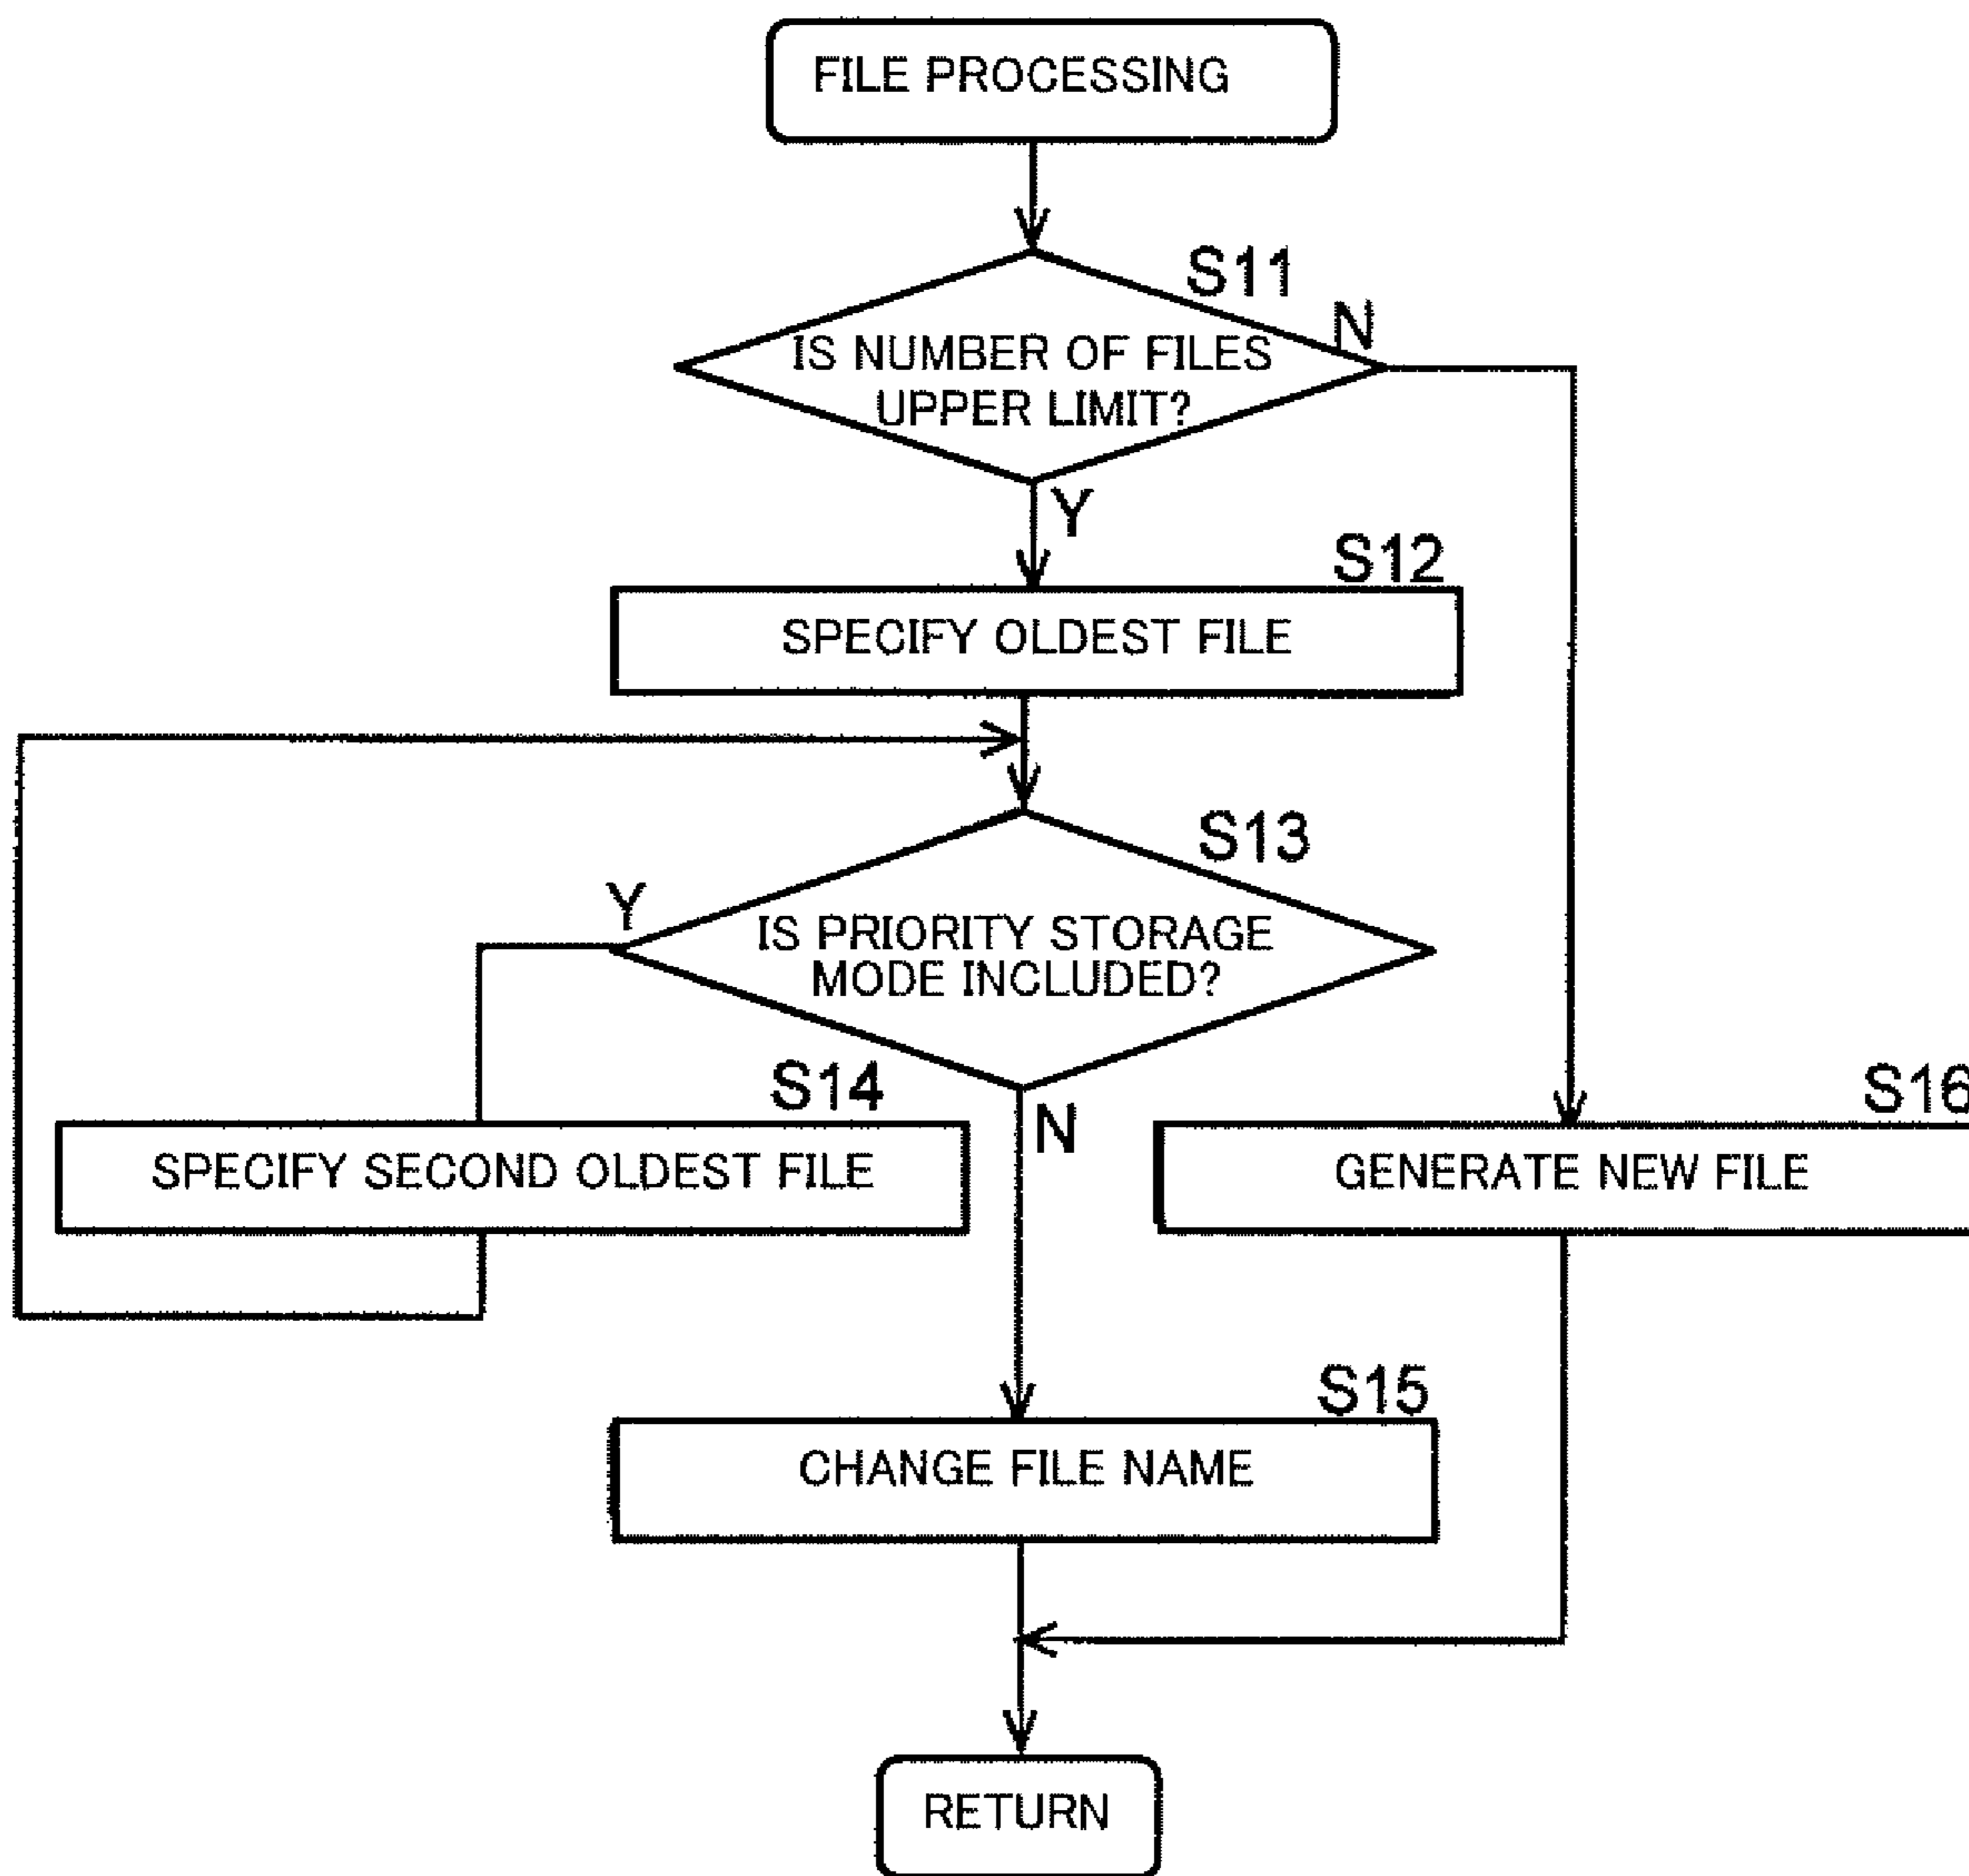 FILE PROCESSING
S11
N
IS NUMBER OF FILES
UPPER LIMIT?
Y
S12
SPECIFY OLDEST FILE
S13
Y
IS PRIORITY STORAGE
MODE INCLUDED?
S14
N
S16
SPECIFY SECOND OLDEST FILE
GENERATE NEW FILE
S15
CHANGE FILE NAME
RETURN